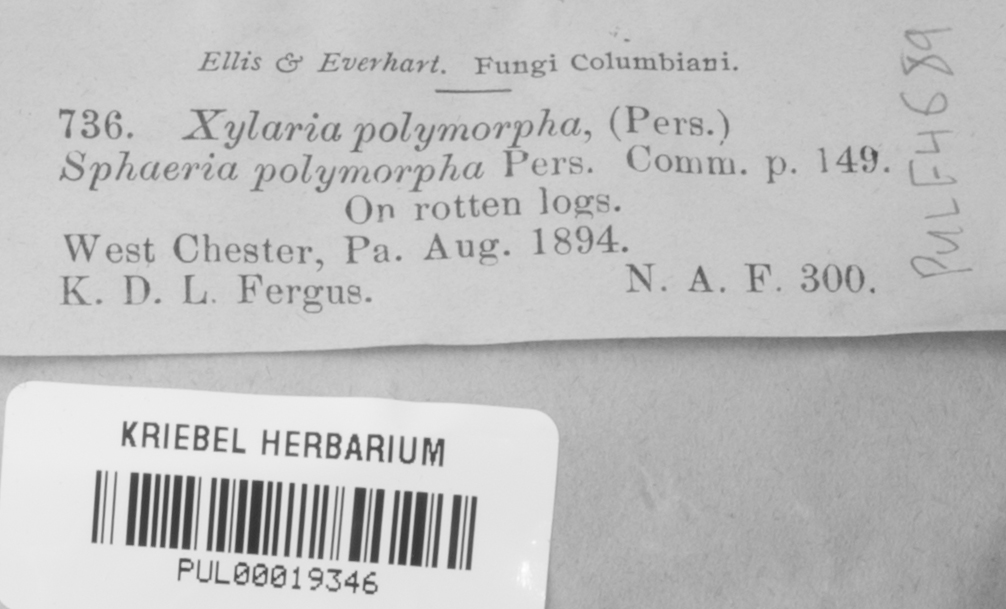 Ellis & Everhart. Fungi Columbiani.
736. Xylaria polymorpha, (Pers.)
Sphaeria polymorpha Pers. Comm. p. 149.
On rotten logs.
West Chester, Pa. Aug. 1894.
K. D. L. Fergus. N. A. F. 300.
PUL F4689
KRIEBEL HERBARIUM
PUL00019346